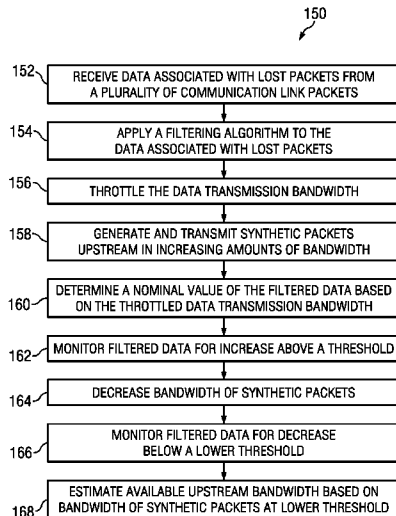 150
152
RECEIVE DATA ASSOCIATED WITH LOST PACKETS FROM
A PLURALITY OF COMMUNICATION LINK PACKETS
154
APPLY A FILTERING ALGORITHM TO THE
DATA ASSOCIATED WITH LOST PACKETS
156
THROTTLE THE DATA TRANSMISSION BANDWIDTH
158
GENERATE AND TRANSMIT SYNTHETIC PACKETS
UPSTREAM IN INCREASING AMOUNTS OF BANDWIDTH
160
DETERMINE A NOMINAL VALUE OF THE FILTERED DATA BASED
ON THE THROTTLED DATA TRANSMISSION BANDWIDTH
162
MONITOR FILTERED DATA FOR INCREASE ABOVE A THRESHOLD
164
DECREASE BANDWIDTH OF SYNTHETIC PACKETS
166
MONITOR FILTERED DATA FOR DECREASE
BELOW A LOWER THRESHOLD
168
ESTIMATE AVAILABLE UPSTREAM BANDWIDTH BASED ON
BANDWIDTH OF SYNTHETIC PACKETS AT LOWER THRESHOLD